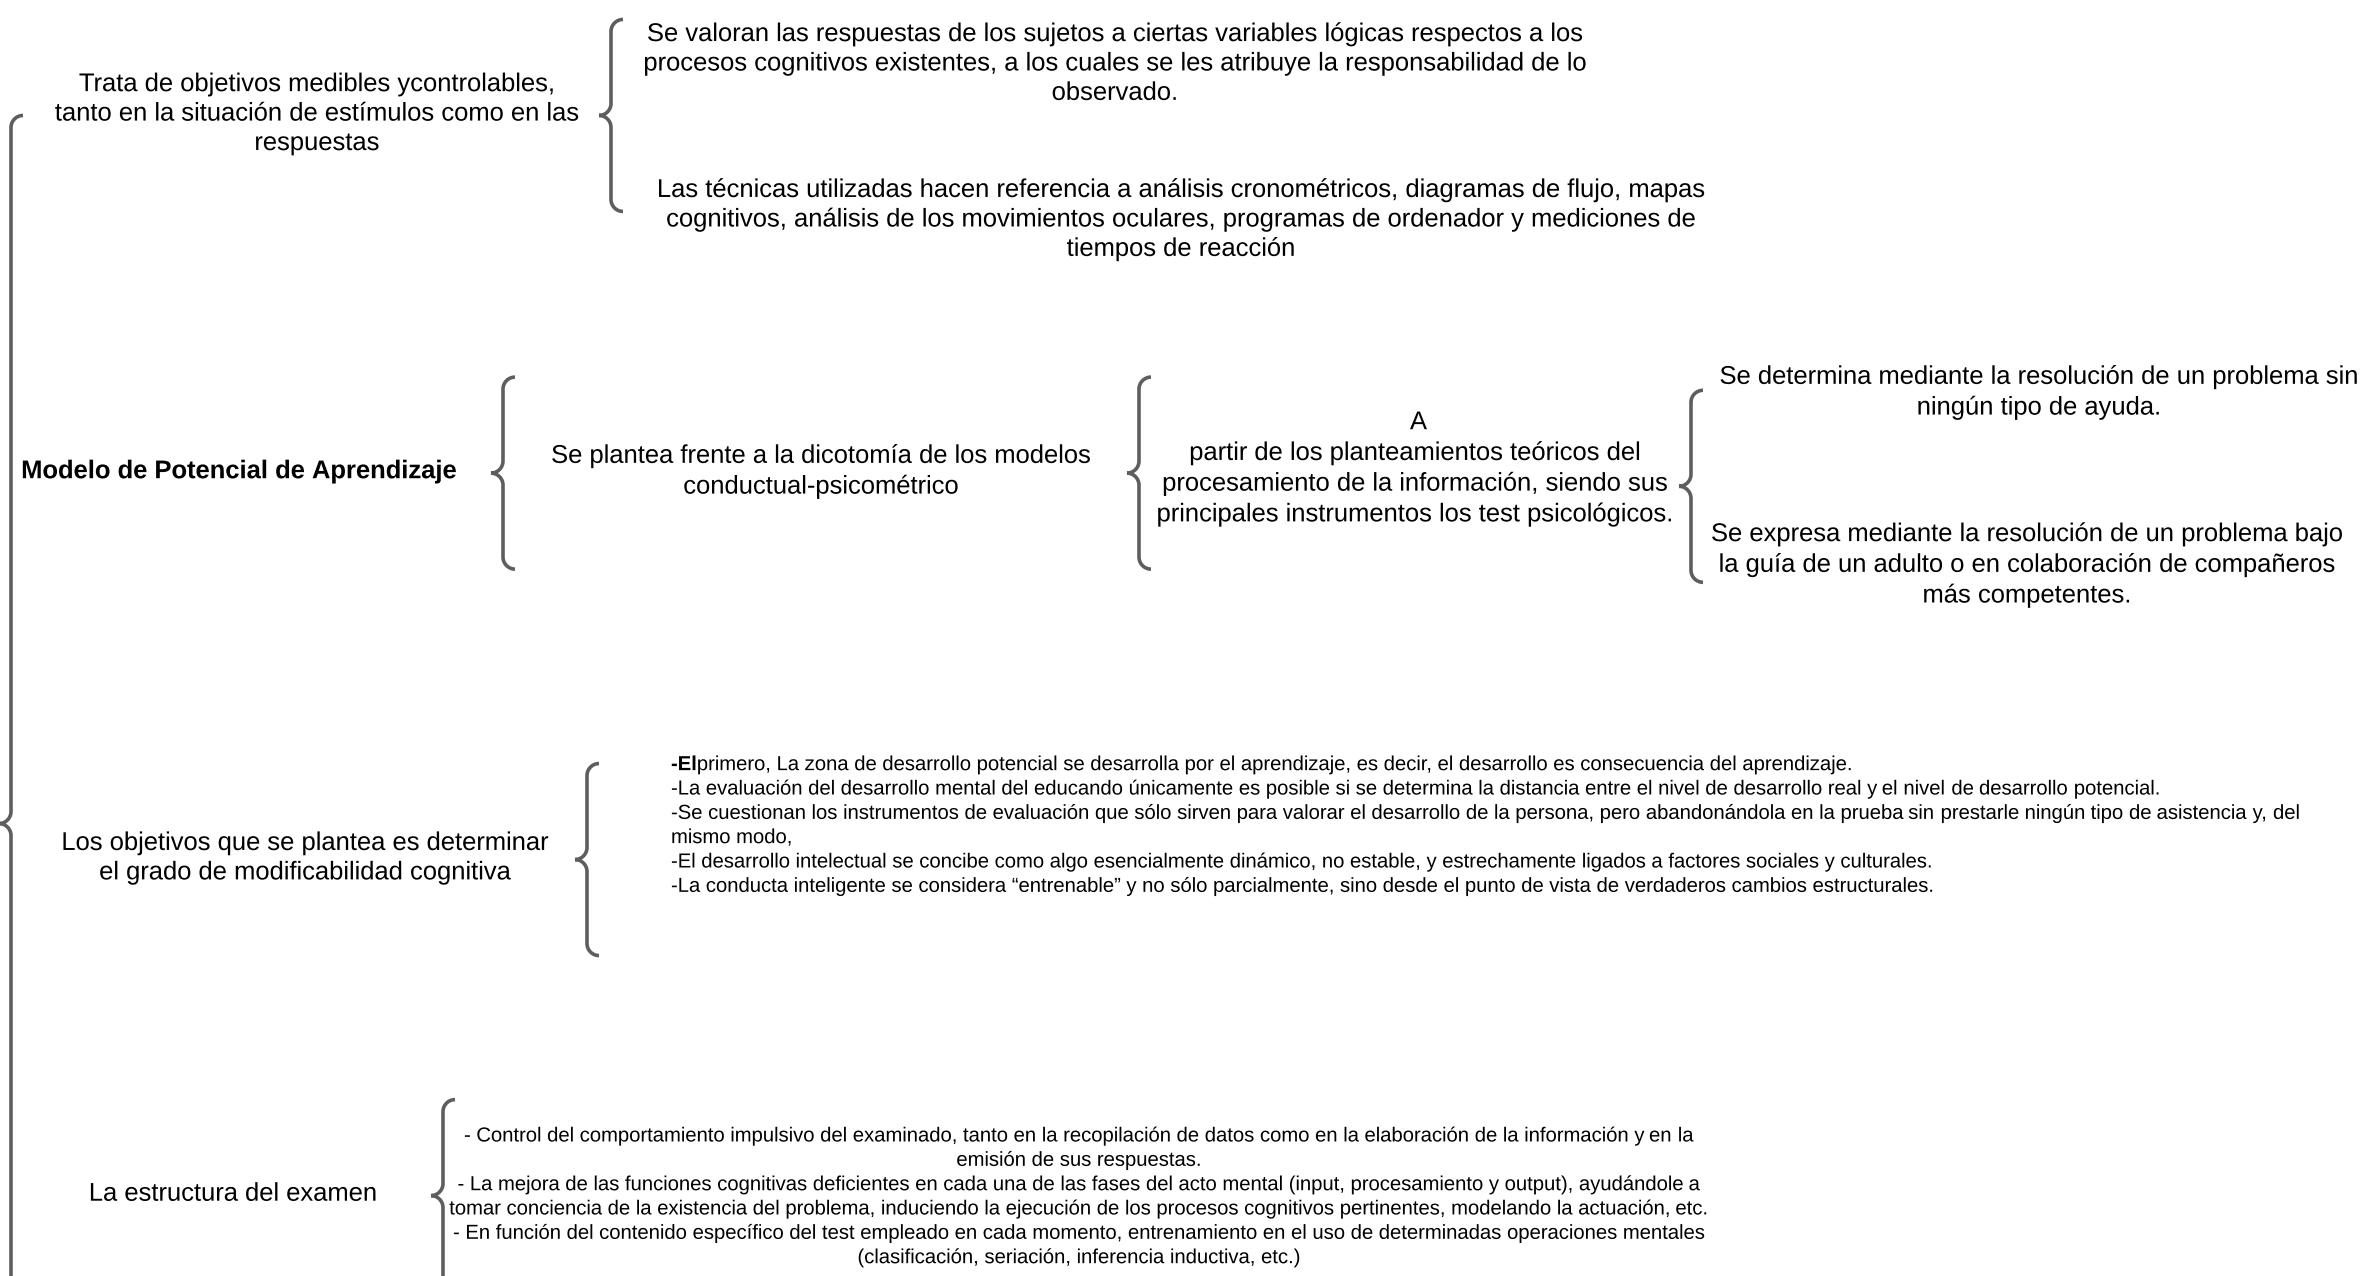 Trata de objetivos medibles ycontrolables,
tanto en la situación de estímulos como en las
respuestas
Se valoran las respuestas de los sujetos a ciertas variables lógicas respectos a los
procesos cognitivos existentes, a los cuales se les atribuye la responsabilidad de lo
observado.
Las técnicas utilizadas hacen referencia a análisis cronométricos, diagramas de flujo, mapas
cognitivos, análisis de los movimientos oculares, programas de ordenador y mediciones de
tiempos de reacción
Modelo de Potencial de Aprendizaje
Se plantea frente a la dicotomía de los modelos
conductual-psicométrico
A
partir de los planteamientos teóricos del
procesamiento de la información, siendo sus
principales instrumentos los test psicológicos.
Se determina mediante la resolución de un problema sin
ningún tipo de ayuda.
Se expresa mediante la resolución de un problema bajo
la guía de un adulto o en colaboración de compañeros
más competentes.
Los objetivos que se plantea es determinar
el grado de modificabilidad cognitiva
-Elprimero, La zona de desarrollo potencial se desarrolla por el aprendizaje, es decir, el desarrollo es consecuencia del aprendizaje.
-La evaluación del desarrollo mental del educando únicamente es posible si se determina la distancia entre el nivel de desarrollo real y el nivel de desarrollo potencial.
-Se cuestionan los instrumentos de evaluación que sólo sirven para valorar el desarrollo de la persona, pero abandonándola en la prueba sin prestarle ningún tipo de asistencia y, del
mismo modo,
-El desarrollo intelectual se concibe como algo esencialmente dinámico, no estable, y estrechamente ligados a factores sociales y culturales.
-La conducta inteligente se considera “entrenable” y no sólo parcialmente, sino desde el punto de vista de verdaderos cambios estructurales.
La estructura del examen
- Control del comportamiento impulsivo del examinado, tanto en la recopilación de datos como en la elaboración de la información y en la
emisión de sus respuestas.
- La mejora de las funciones cognitivas deficientes en cada una de las fases del acto mental (input, procesamiento y output), ayudándole a
tomar conciencia de la existencia del problema, induciendo la ejecución de los procesos cognitivos pertinentes, modelando la actuación, etc.
- En función del contenido específico del test empleado en cada momento, entrenamiento en el uso de determinadas operaciones mentales
(clasificación, seriación, inferencia inductiva, etc.)